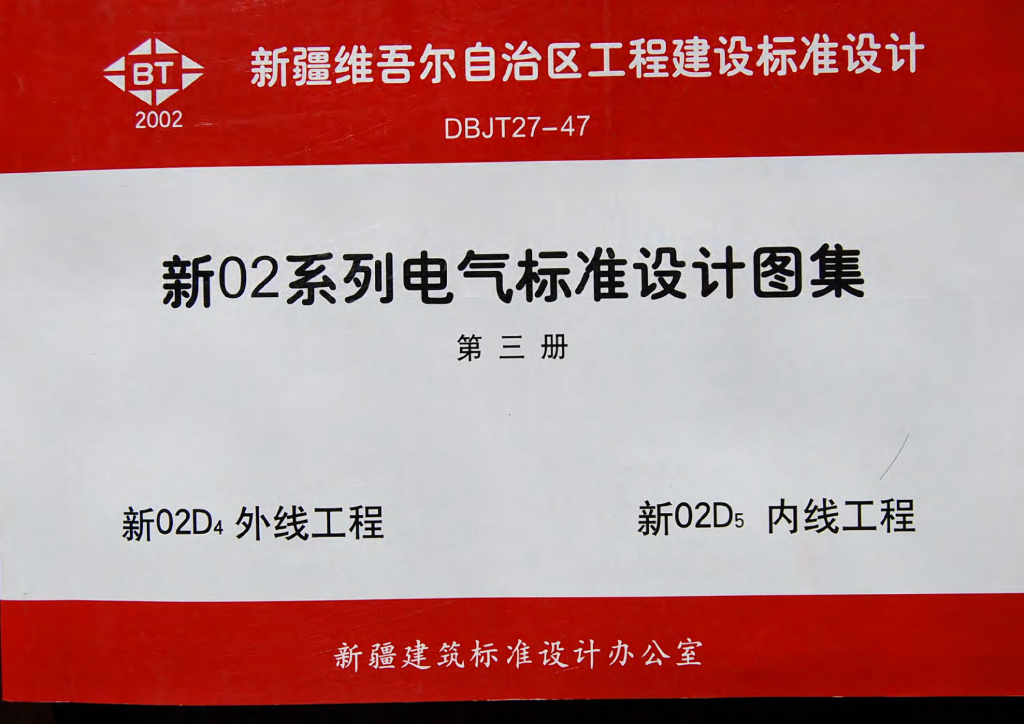 BT
2002
新疆维吾尔自治区工程建设标准设计
DBJT27-47
新02系列电气标准设计图集
第三册
新02D4 外线工程
新02D5 内线工程
新疆建筑标准设计办公室